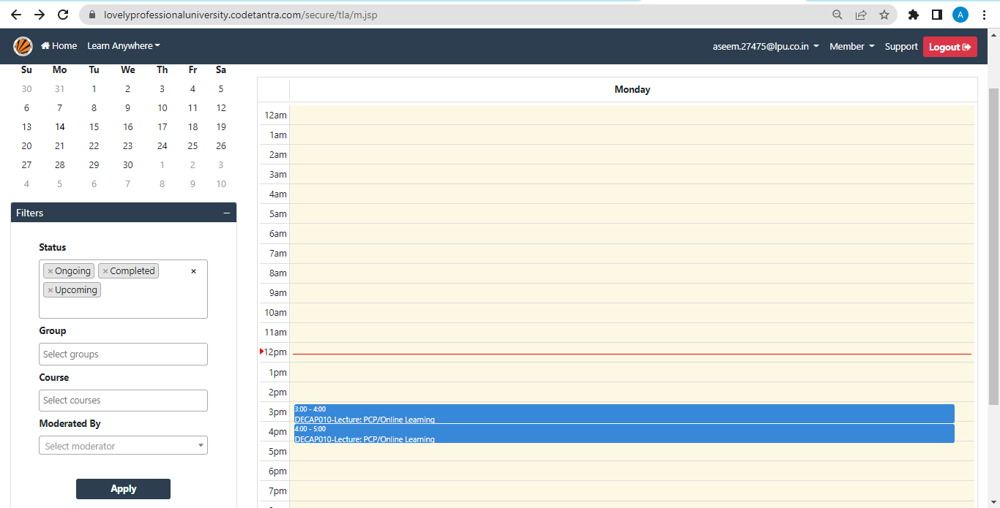 lovelyprofessionaluniversity.codetantra.com/secure/tla/m.jsp
A
Home Learn Anywhere aseem.27475@lpu.co.in Member Support Logout
Su Mo Tu We Th Fr Sa
30 31 1 2 3 4 5
6 7 8 9 10 11 12
13 14 15 16 17 18 19
20 21 22 23 24 25 26
27 28 29 30 1 2 3
4 5 6 7 8 9 10
Filters −
Status
×Ongoing ×Completed ×
×Upcoming
Group
Select groups
Course
Select courses
Moderated By
Select moderator
Apply
Monday
12am
1am
2am
3am
4am
5am
6am
7am
8am
9am
10am
11am
12pm
1pm
2pm
3pm
3:00 - 4:00
DECAP010-Lecture: PCP/Online Learning
4pm
4:00 - 5:00
DECAP010-Lecture: PCP/Online Learning
5pm
6pm
7pm